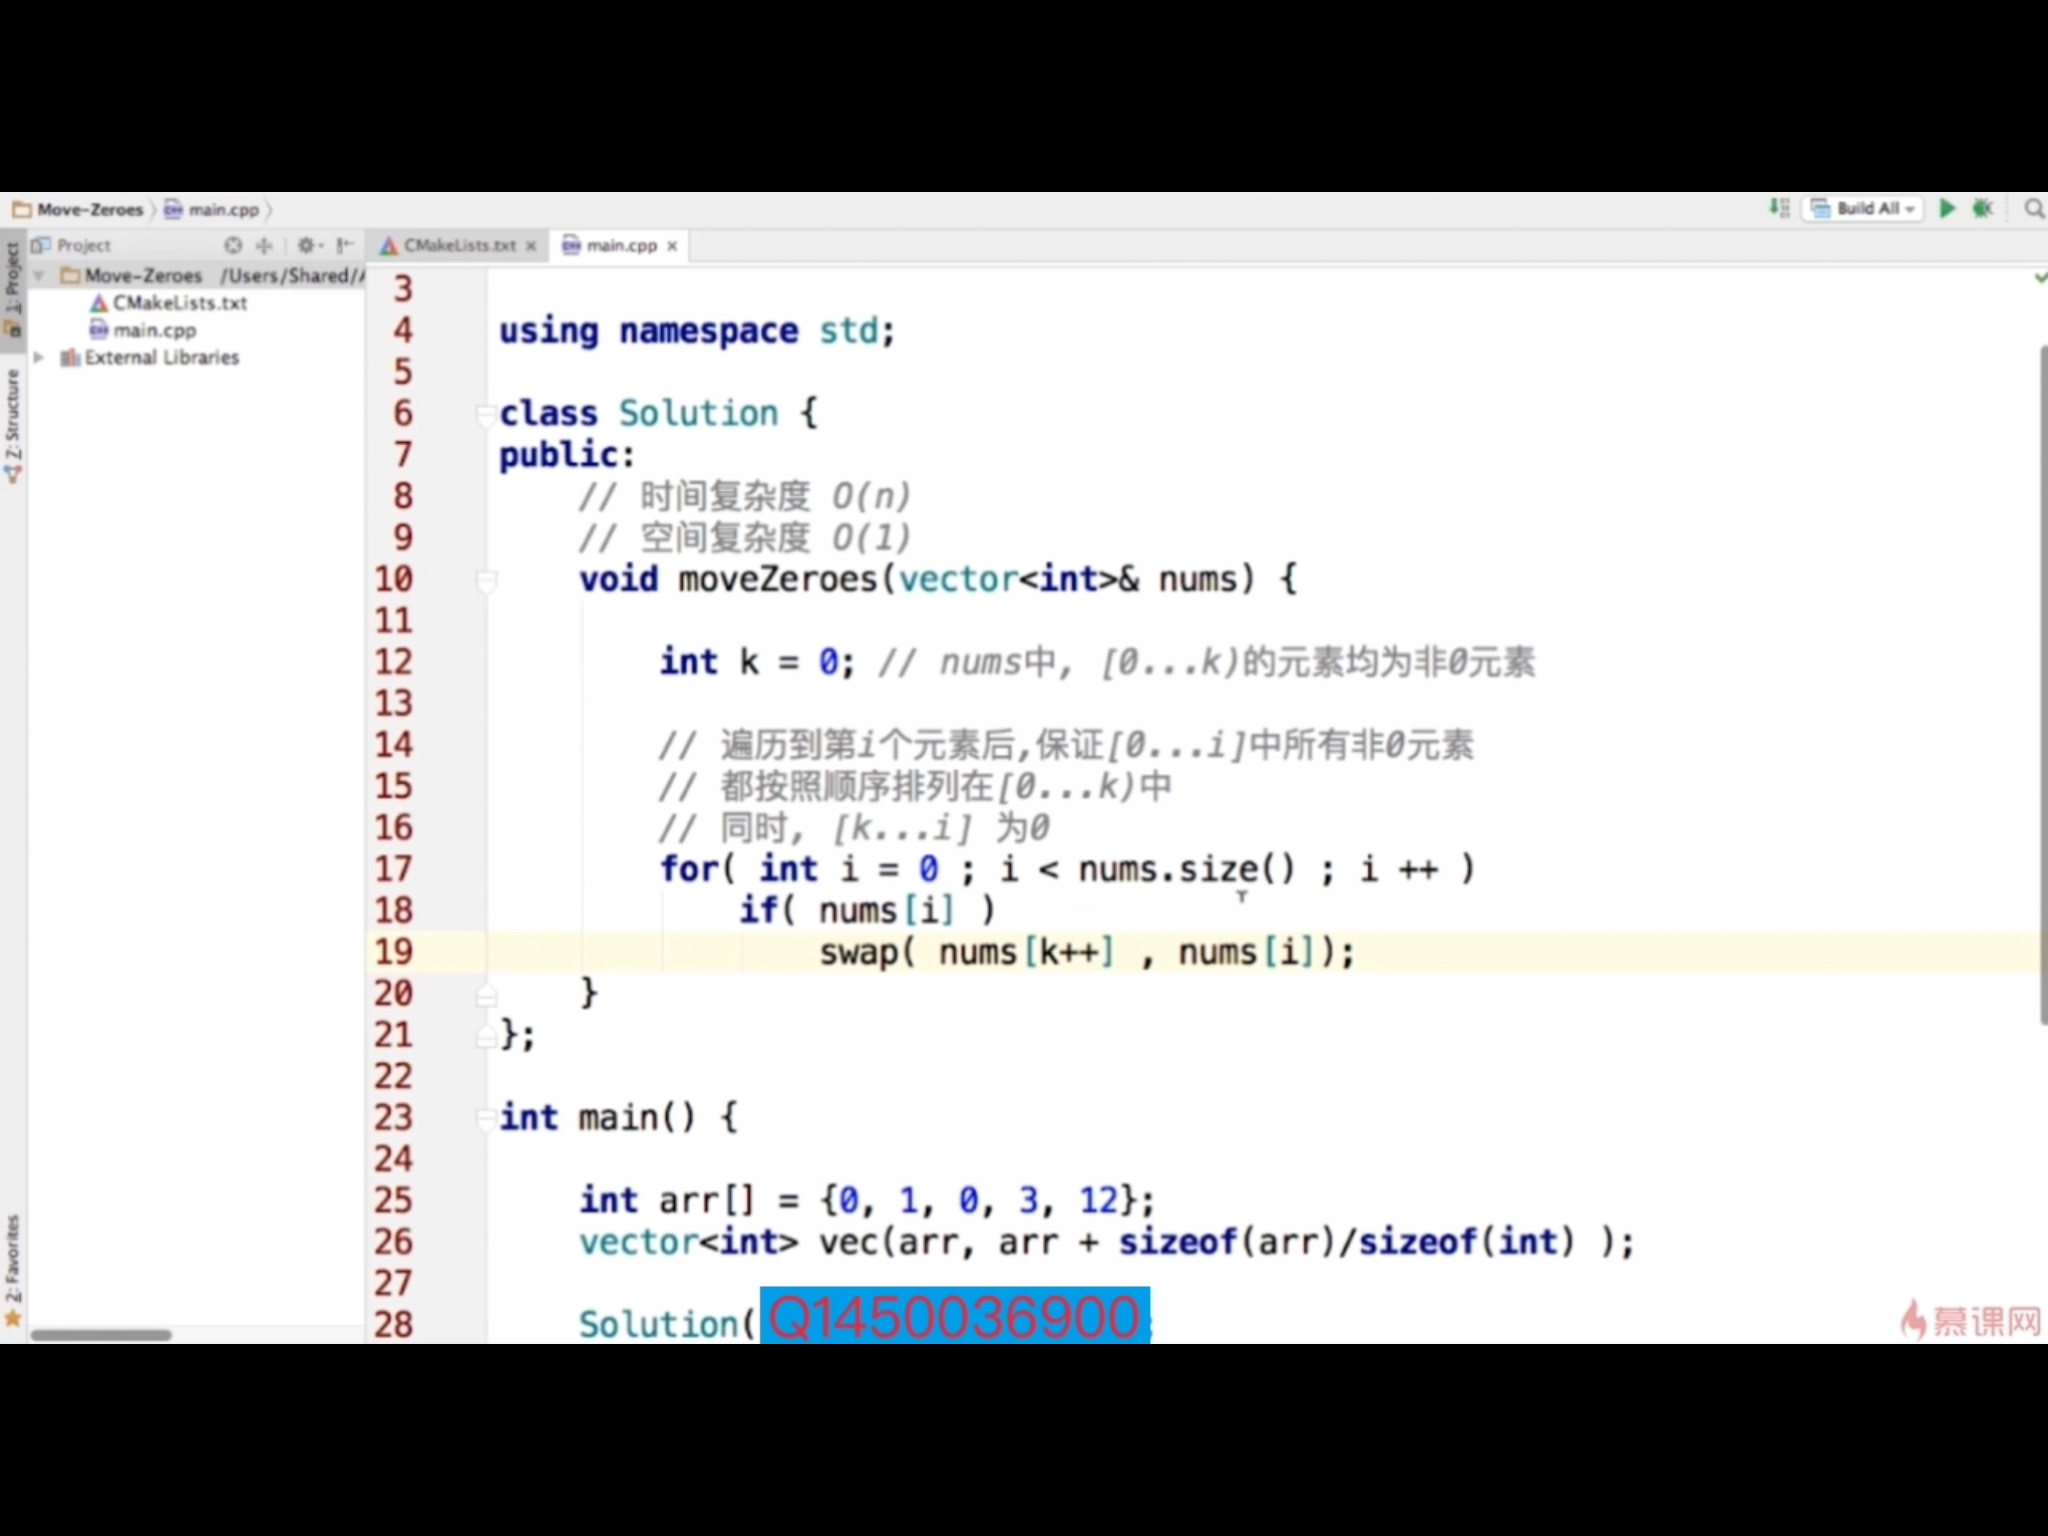 Move-Zeroes main.cpp
Build All
Project
CMakeLists.txt
main.cpp
1: Project
Z: Structure
2: Favorites
Move-Zeroes /Users/Shared/
CMakeLists.txt
main.cpp
External Libraries
3
4 using namespace std;
5
6 class Solution {
7 public:
8 // 时间复杂度 O(n)
9 // 空间复杂度 O(1)
10 void moveZeroes(vector<int>& nums) {
11
12 int k = 0; // nums中, [0...k)的元素均为非0元素
13
14 // 遍历到第i个元素后,保证[0...i]中所有非0元素
15 // 都按照顺序排列在[0...k)中
16 // 同时, [k...i] 为0
17 for( int i = 0 ; i < nums.size() ; i ++ )
18 if( nums[i] )
19 swap( nums[k++] , nums[i]);
20 }
21 };
22
23 int main() {
24
25 int arr[] = {0, 1, 0, 3, 12};
26 vector<int> vec(arr, arr + sizeof(arr)/sizeof(int) );
27
28 Solution(
Q1450036900
慕课网